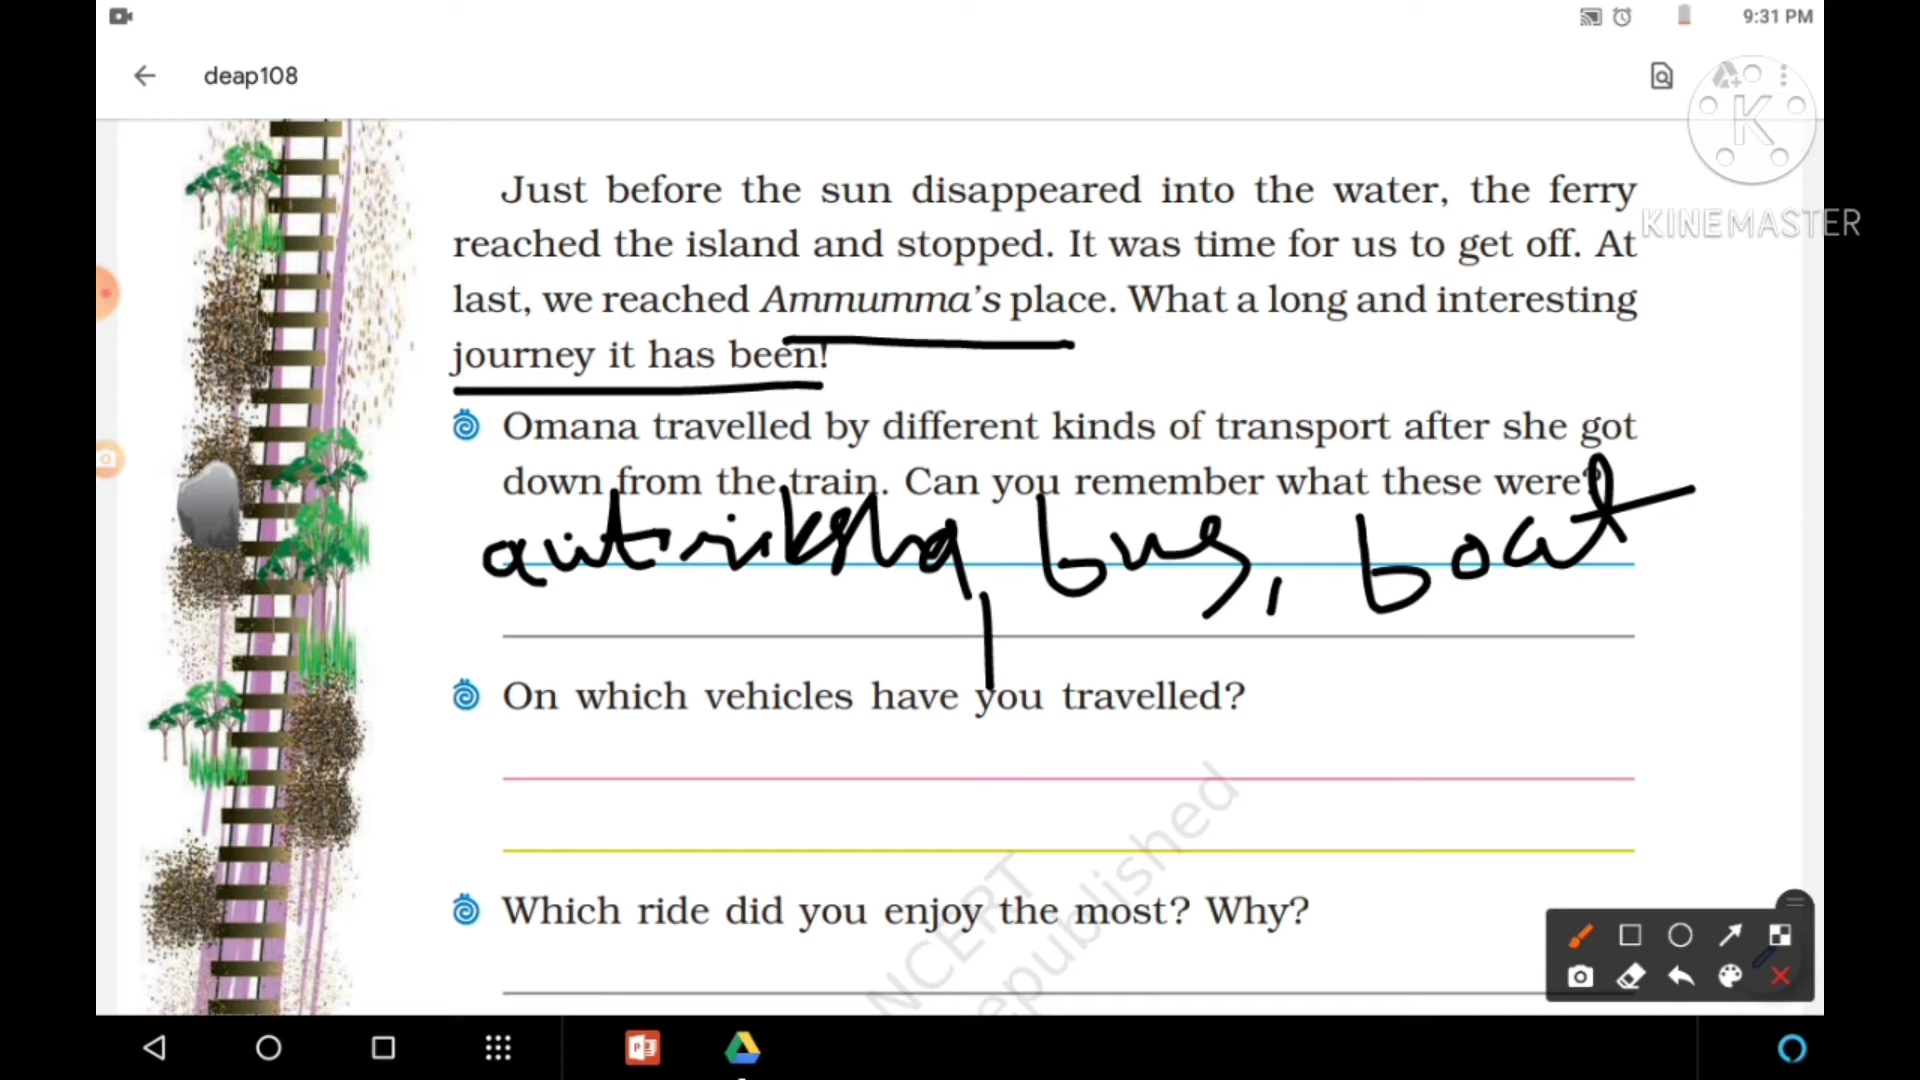 9:31 PM
deap108
KINEMASTER
Just before the sun disappeared into the water, the ferry
reached the island and stopped. It was time for us to get off. At
last, we reached Ammumma's place. What a long and interesting
journey it has been!
Omana travelled by different kinds of transport after she got
down from the train. Can you remember what these were?
autriksha, bus, boat
On which vehicles have you travelled?
Which ride did you enjoy the most? Why?
NCERT
epublished